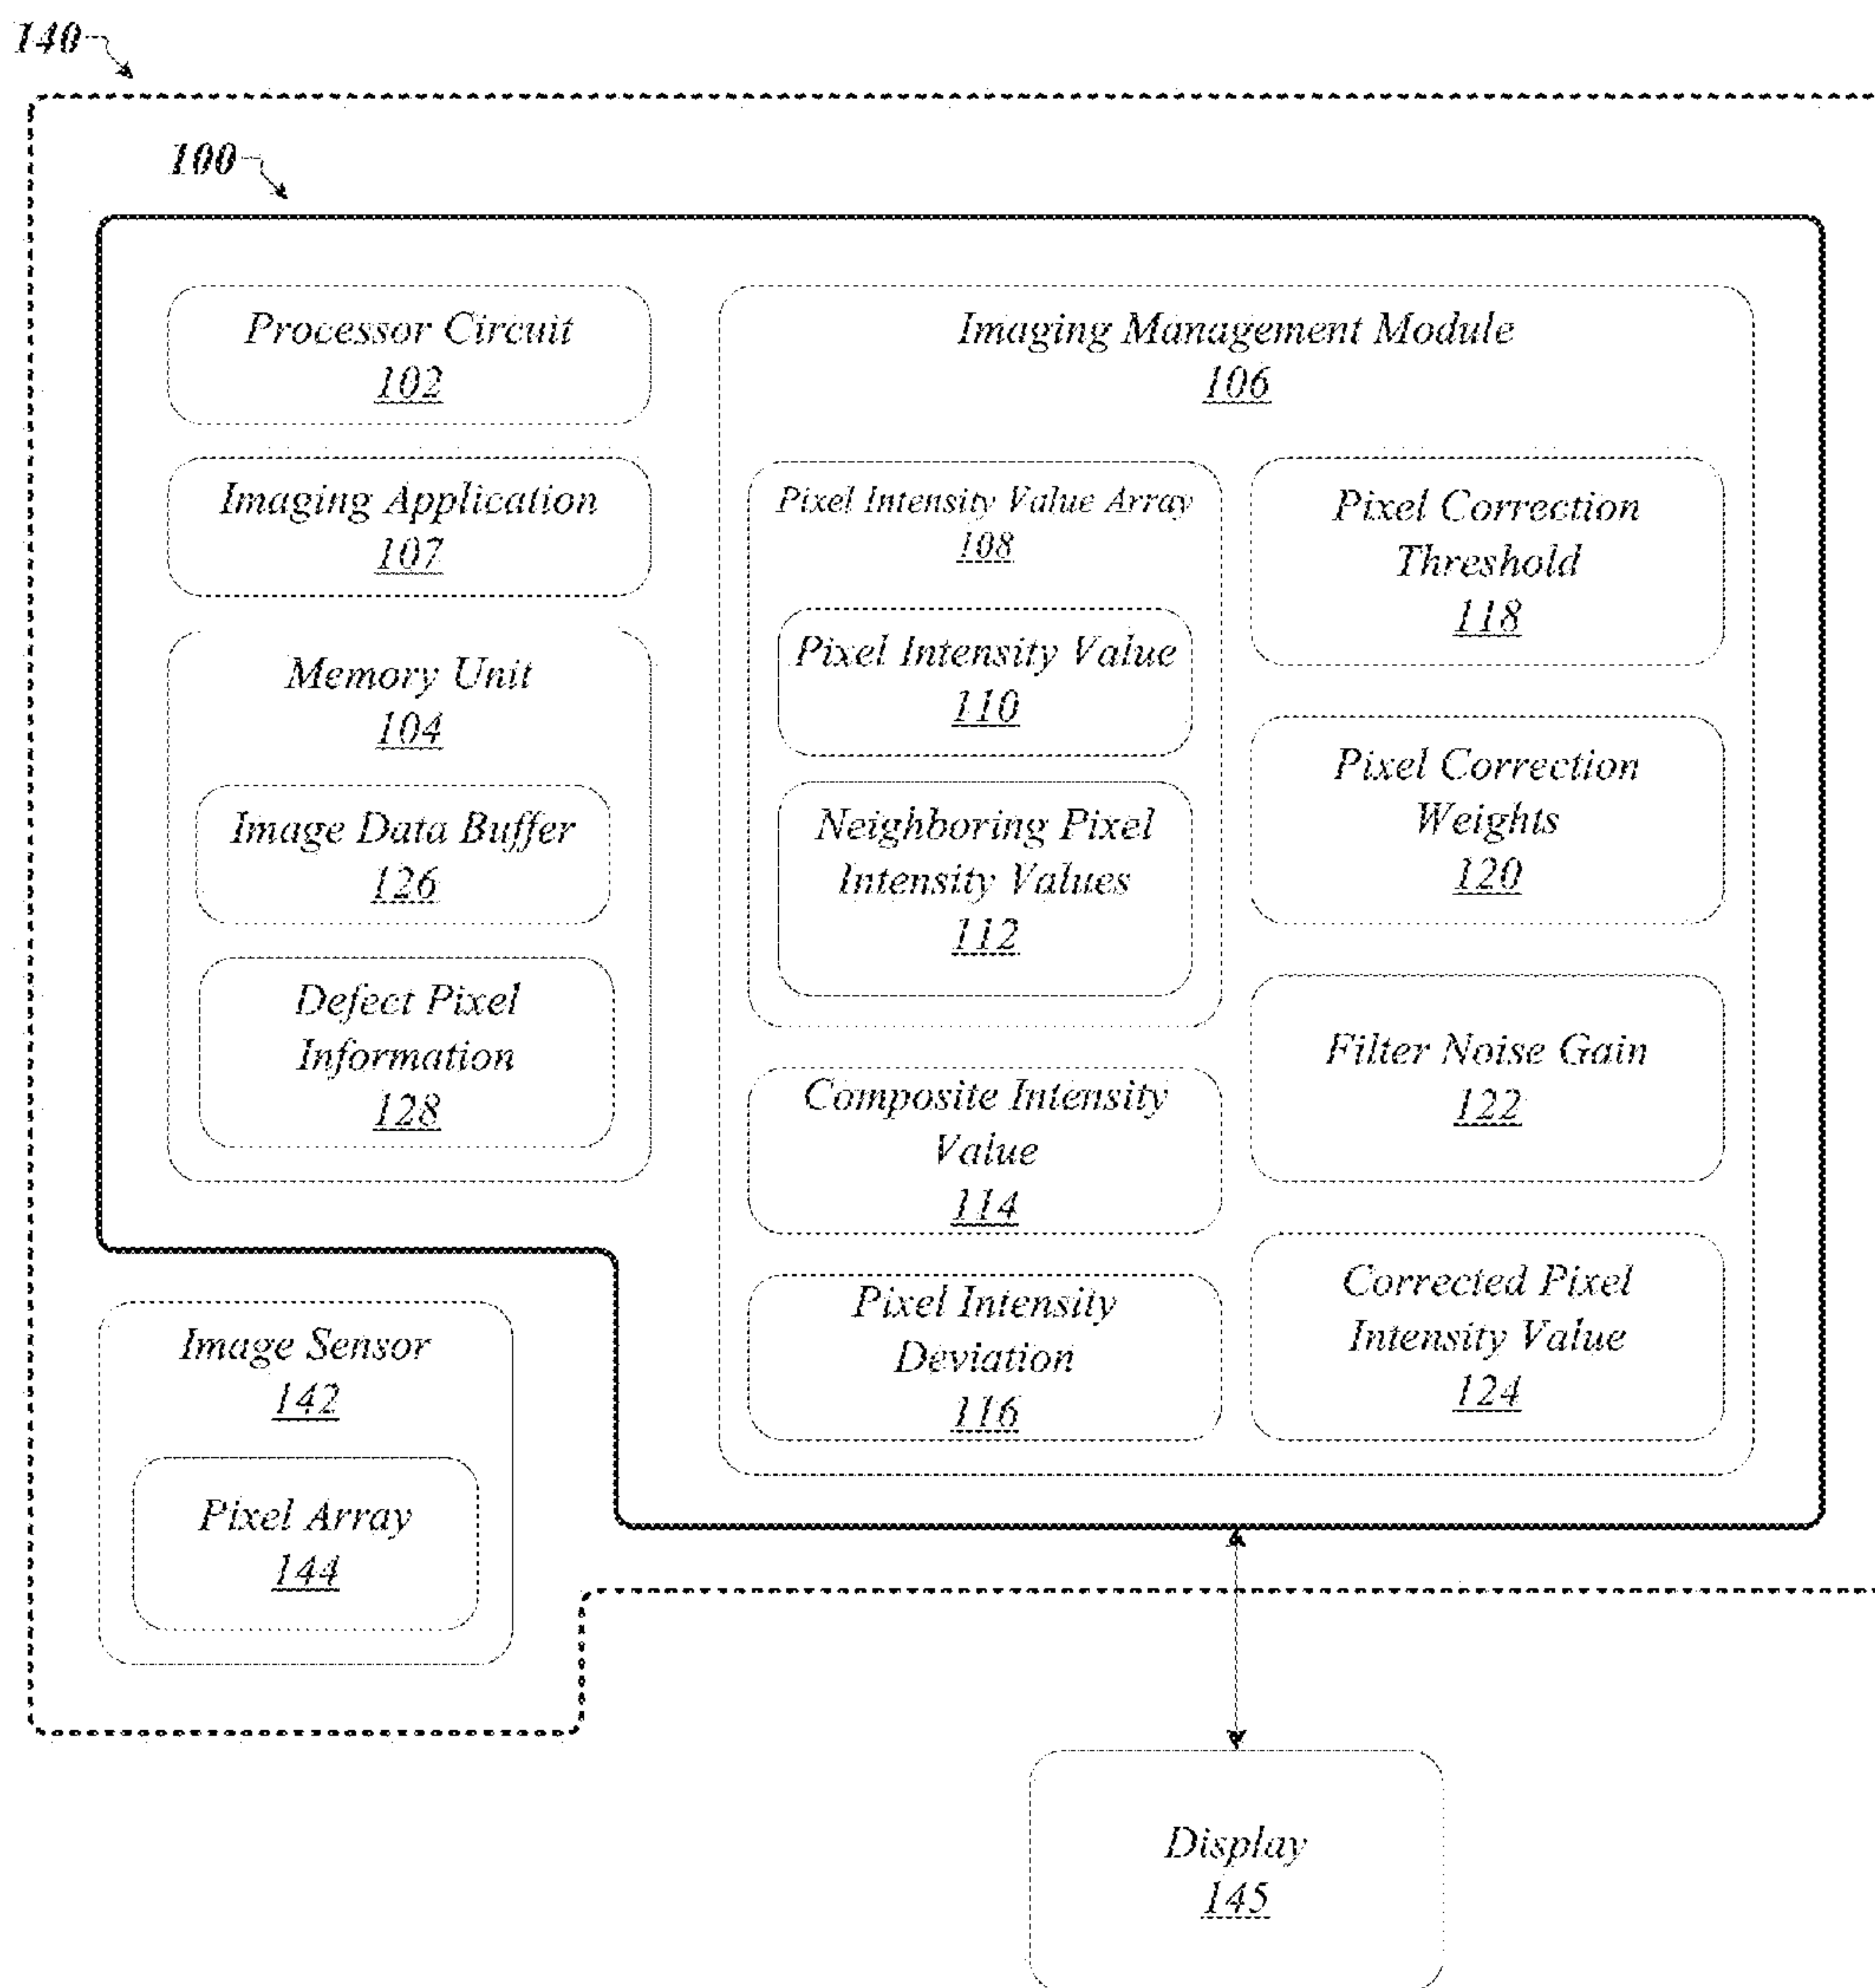 140
100
Processor Circuit
102
Imaging Application
107
Memory Unit
104
Image Data Buffer
126
Defect Pixel
Information
128
Imaging Management Module
106
Pixel Intensity Value Array
108
Pixel Intensity Value
110
Neighboring Pixel
Intensity Values
112
Composite Intensity
Value
114
Pixel Intensity
Deviation
116
Pixel Correction
Threshold
118
Pixel Correction
Weights
120
Filter Noise Gain
122
Corrected Pixel
Intensity Value
124
Image Sensor
142
Pixel Array
144
Display
145